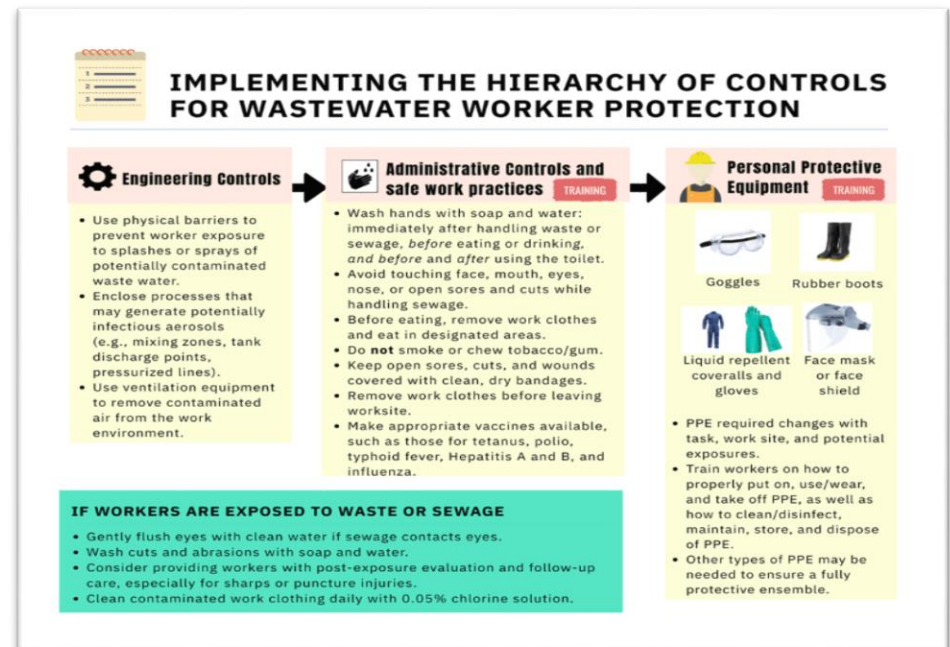 1
2
3
IMPLEMENTING THE HIERARCHY OF CONTROLS
FOR WASTEWATER WORKER PROTECTION
Engineering Controls
• Use physical barriers to
prevent worker exposure
to splashes or sprays of
potentially contaminated
waste water.
• Enclose processes that
may generate potentially
infectious aerosols
(e.g., mixing zones, tank
discharge points,
pressurized lines).
• Use ventilation equipment
to remove contaminated
air from the work
environment.
Administrative Controls and
safe work practices TRAINING
• Wash hands with soap and water:
immediately after handling waste or
sewage, before eating or drinking,
and before and after using the toilet.
• Avoid touching face, mouth, eyes,
nose, or open sores and cuts while
handling sewage.
• Before eating, remove work clothes
and eat in designated areas.
• Do not smoke or chew tobacco/gum.
• Keep open sores, cuts, and wounds
covered with clean, dry bandages.
• Remove work clothes before leaving
worksite.
• Make appropriate vaccines available,
such as those for tetanus, polio,
typhoid fever, Hepatitis A and B, and
influenza.
Personal Protective
Equipment TRAINING
Goggles
Rubber boots
Liquid repellent
coveralls and
gloves
Face mask
or face
shield
• PPE required changes with
task, work site, and potential
exposures.
• Train workers on how to
properly put on, use/wear,
and take off PPE, as well as
how to clean/disinfect,
maintain, store, and dispose
of PPE.
• Other types of PPE may be
needed to ensure a fully
protective ensemble.
IF WORKERS ARE EXPOSED TO WASTE OR SEWAGE
• Gently flush eyes with clean water if sewage contacts eyes.
• Wash cuts and abrasions with soap and water.
• Consider providing workers with post-exposure evaluation and follow-up
care, especially for sharps or puncture injuries.
• Clean contaminated work clothing daily with 0.05% chlorine solution.